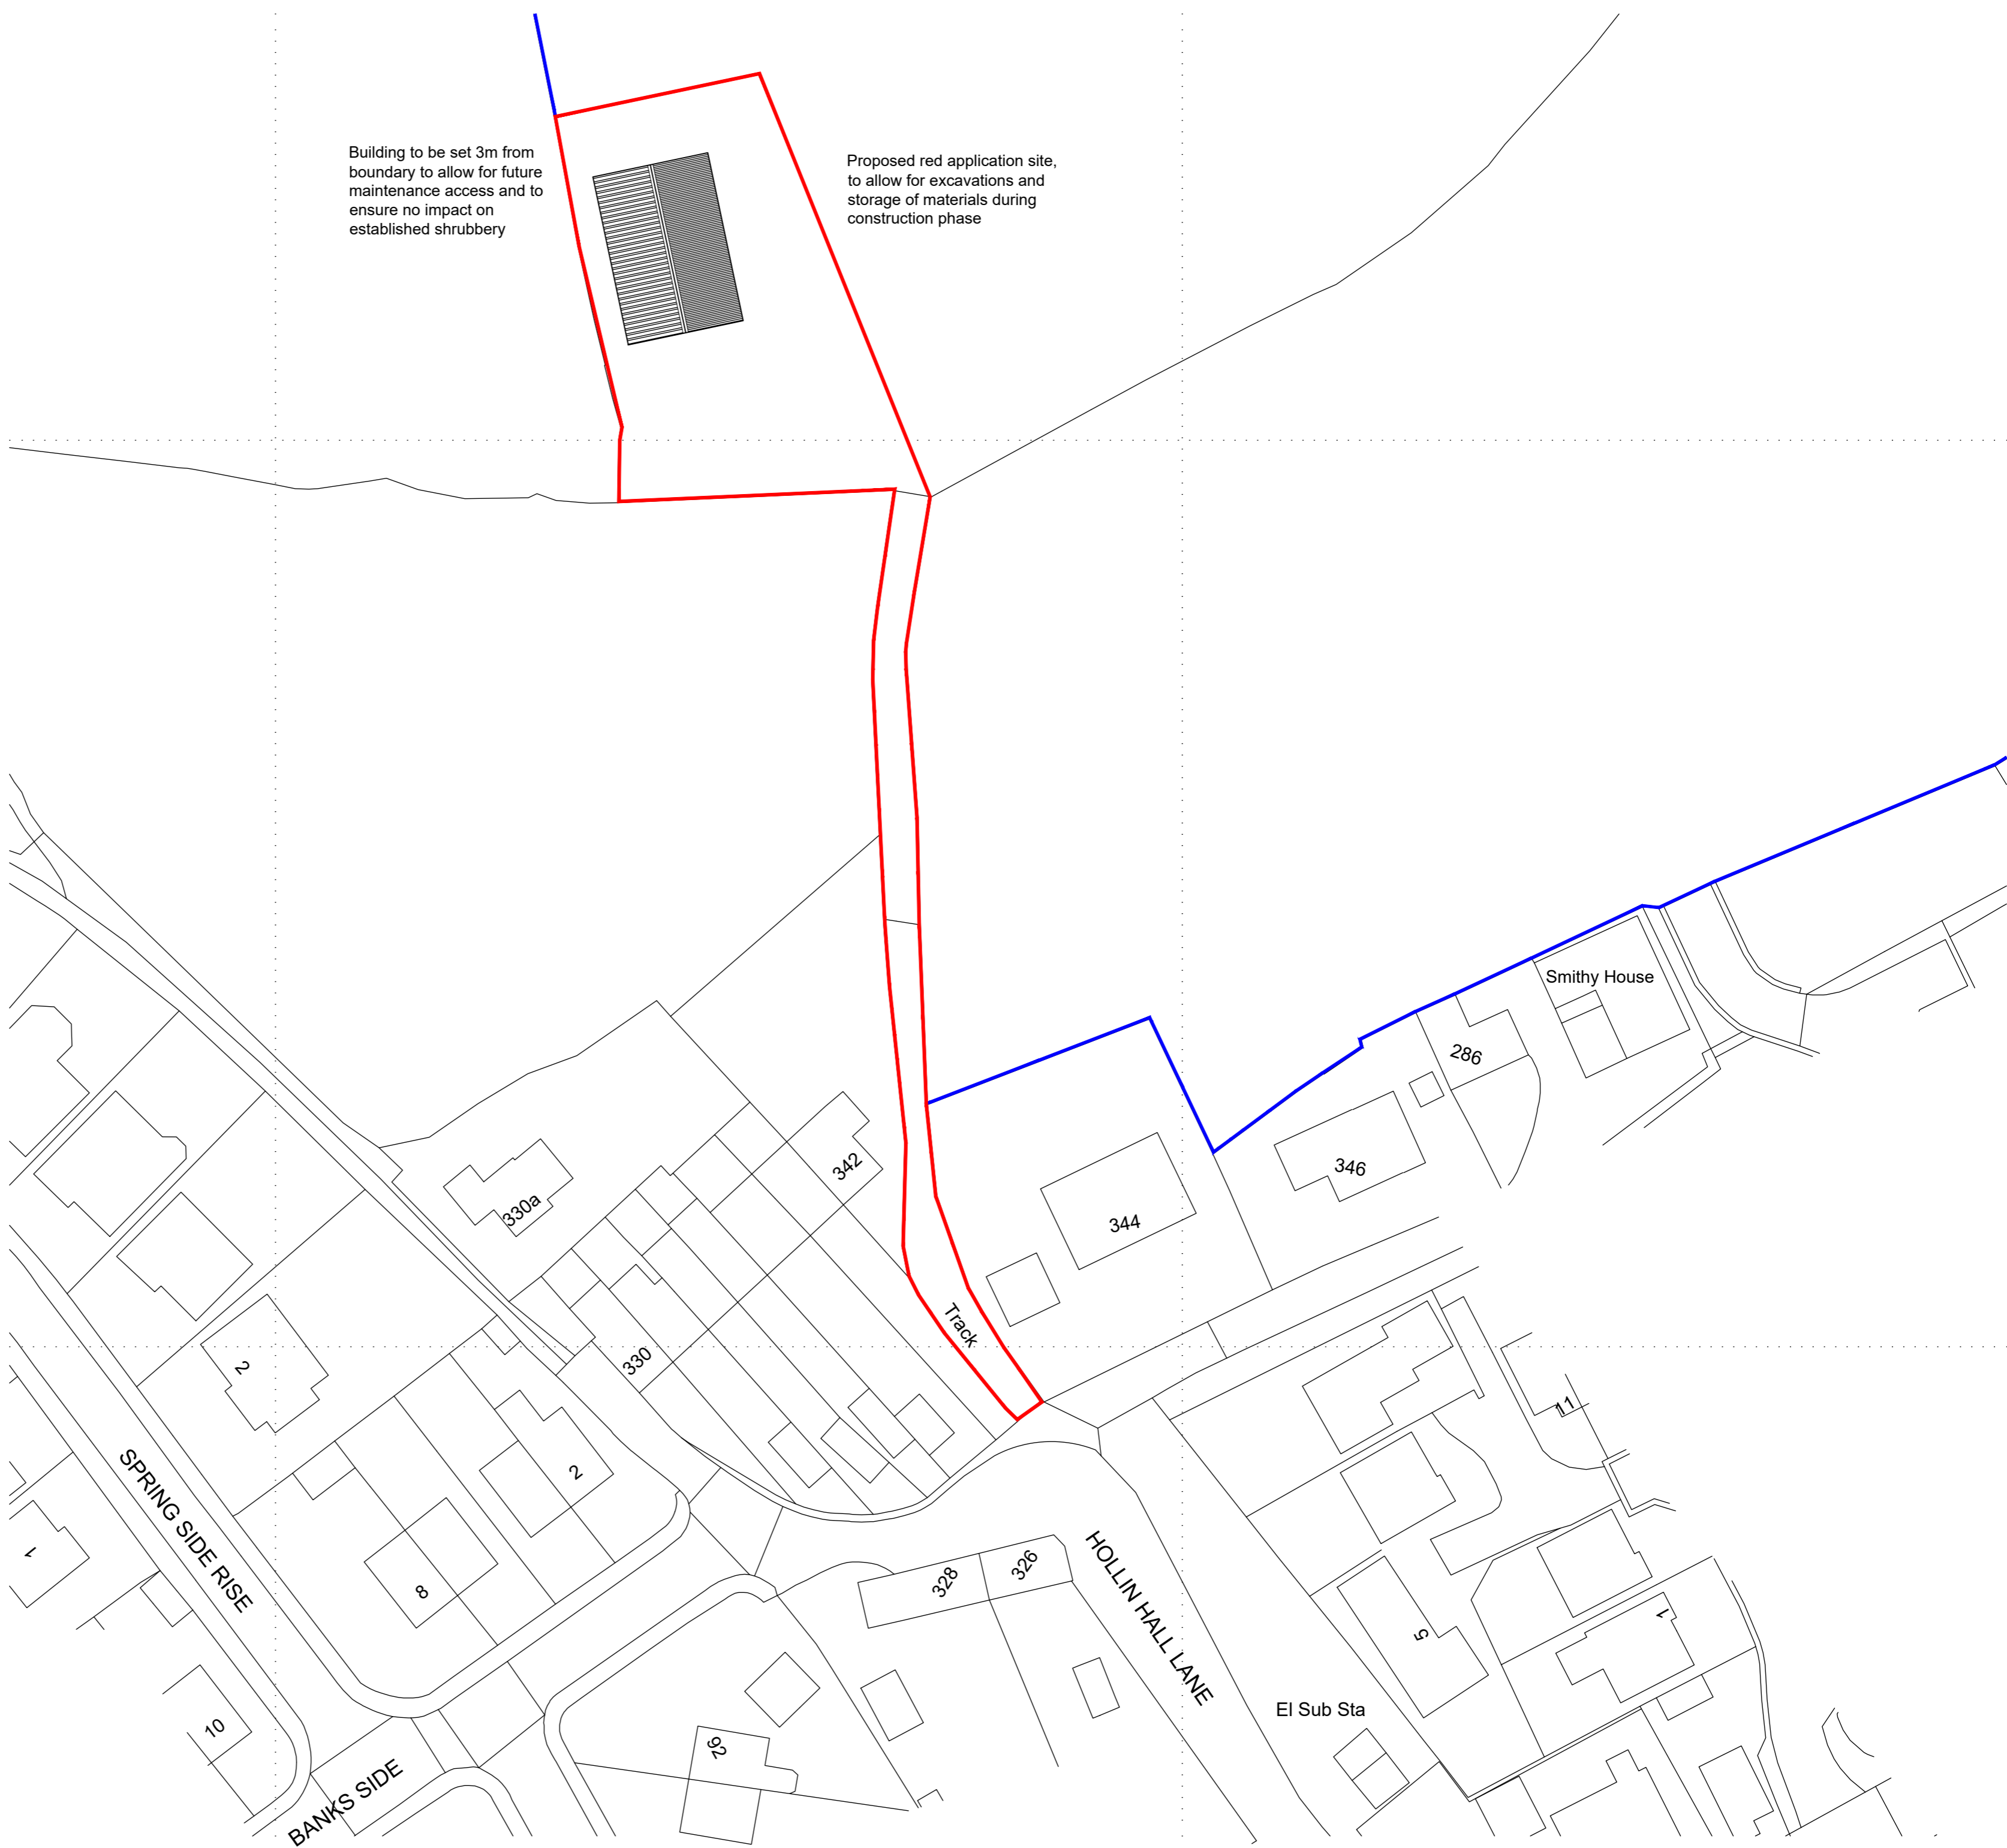 Building to be set 3m from
boundary to allow for future
maintenance access and to
ensure no impact on
established shrubbery
Proposed red application site,
to allow for excavations and
storage of materials during
construction phase
Smithy House
286
346
344
342
330a
330
Track
2
2
8
1
10
SPRING SIDE RISE
BANKS SIDE
92
328
326
HOLLIN HALL LANE
El Sub Sta
11
5
1